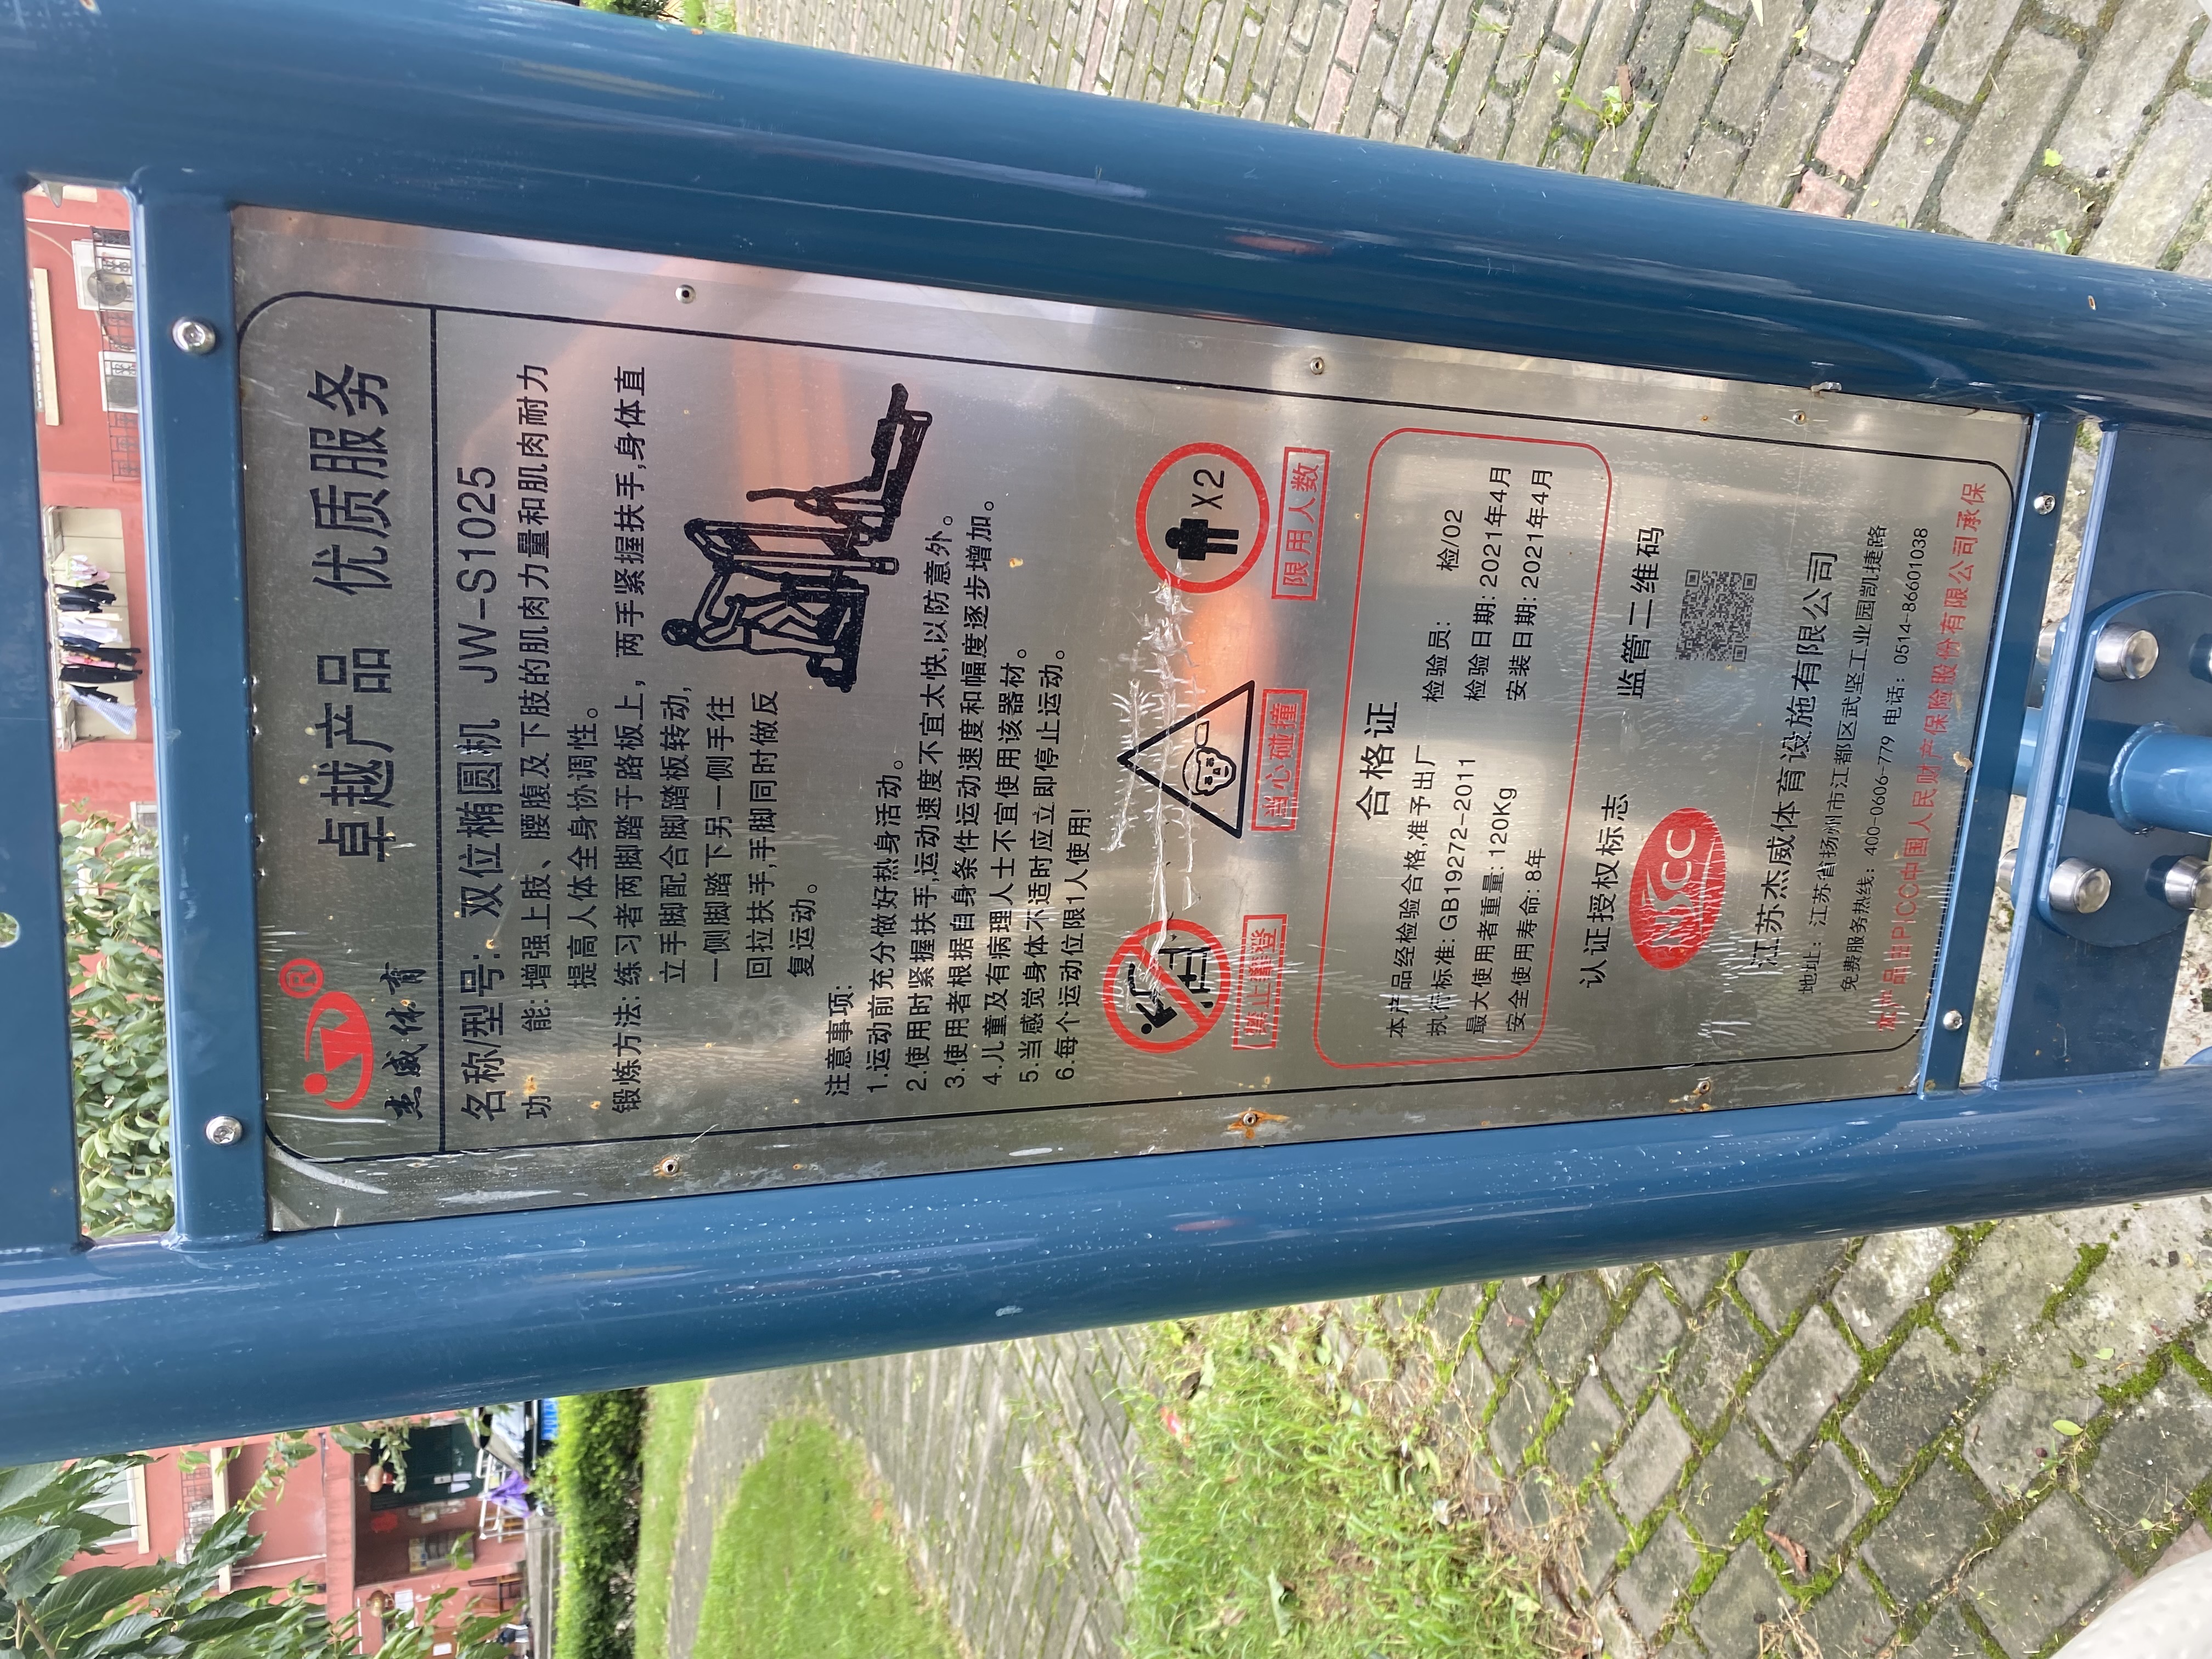 杰威体育
卓越产品 优质服务
名称/型号: 双位椭圆机 JW-S1025
功 能: 增强上肢、腰腹及下肢的肌肉力量和肌肉耐力
提高人体全身协调性。
锻炼方法: 练习者两脚踏于路板上，两手紧握扶手,身体直
立手脚配合脚踏板转动,
一侧脚踏下另一侧手往
回拉扶手,手脚同时做反
复运动。
注意事项:
1.运动前充分做好热身活动。
2.使用时紧握扶手,运动速度不宜太快,以防意外。
3.使用者根据自身条件运动速度和幅度逐步增加。
4.儿童及有病理人士不宜使用该器材。
5.当感觉身体不适时应立即停止运动。
6.每个运动位限1人使用!
X2
禁止翻登 当心碰撞 限用人数
合格证
本产品经检验合格,准予出厂 检验员: 检/02
执行标准: GB19272-2011 检验日期: 2021年4月
最大使用者重量: 120Kg 安装日期: 2021年4月
安全使用寿命: 8年
认证授权标志 监管二维码
NSCC
江苏杰威体育设施有限公司
地址: 江苏省扬州市江都区武坚工业园凯捷路
免费服务热线: 400-0606-779 电话: 0514-86601038
本产品由PICC中国人民财产保险股份有限公司承保